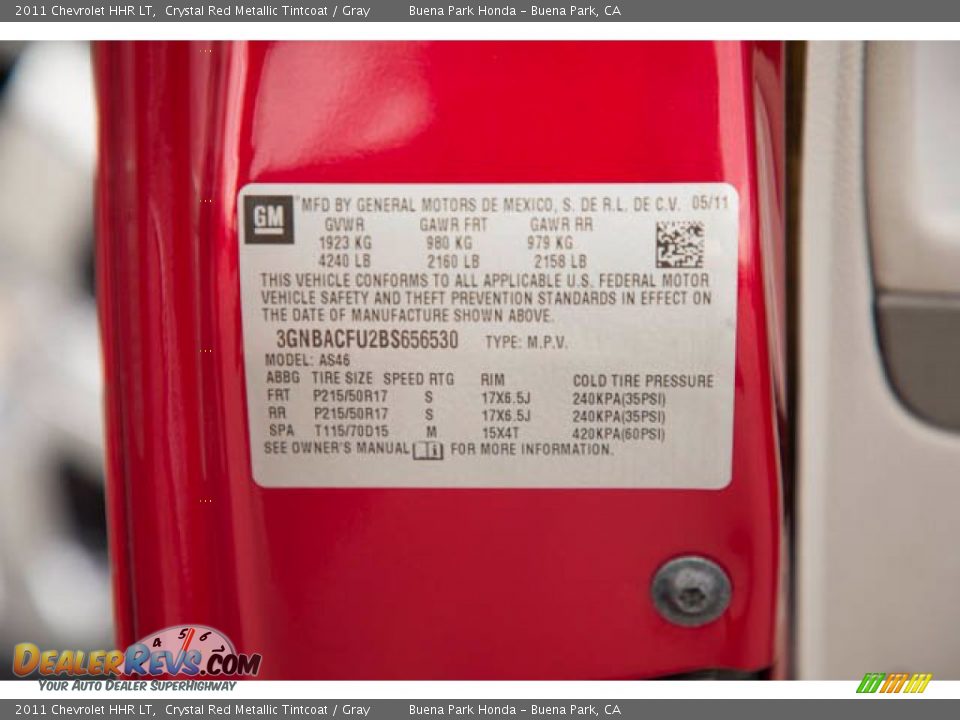 2011 Chevrolet HHR LT, Crystal Red Metallic Tintcoat / Gray Buena Park Honda - Buena Park, CA
GM MFD BY GENERAL MOTORS DE MEXICO, S. DE R.L. DE C.V. 05/11
GVWR GAWR FRT GAWR RR
1923 KG 980 KG 979 KG
4240 LB 2160 LB 2158 LB
THIS VEHICLE CONFORMS TO ALL APPLICABLE U.S. FEDERAL MOTOR
VEHICLE SAFETY AND THEFT PREVENTION STANDARDS IN EFFECT ON
THE DATE OF MANUFACTURE SHOWN ABOVE.
3GNBACFU2BS656530 TYPE: M.P.V.
MODEL: AS46
ABBG TIRE SIZE SPEED RTG RIM COLD TIRE PRESSURE
FRT P215/50R17 S 17X6.5J 240KPA(35PSI)
RR P215/50R17 S 17X6.5J 240KPA(35PSI)
SPA T115/70D15 M 15X4T 420KPA(60PSI)
SEE OWNER'S MANUAL i FOR MORE INFORMATION.
4 5 6
DEALERREVS.COM
YOUR AUTO DEALER SUPERHIGHWAY
2011 Chevrolet HHR LT, Crystal Red Metallic Tintcoat / Gray Buena Park Honda - Buena Park, CA